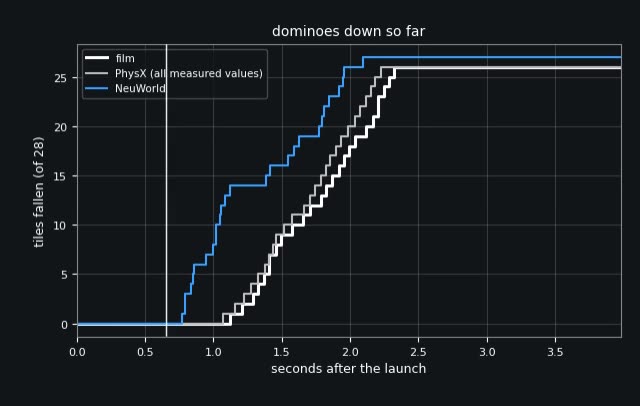 dominoes down so far
film
PhysX (all measured values)
NeuWorld
tiles fallen (of 28)
25
20
15
10
5
0
0.0 0.5 1.0 1.5 2.0 2.5 3.0 3.5
seconds after the launch